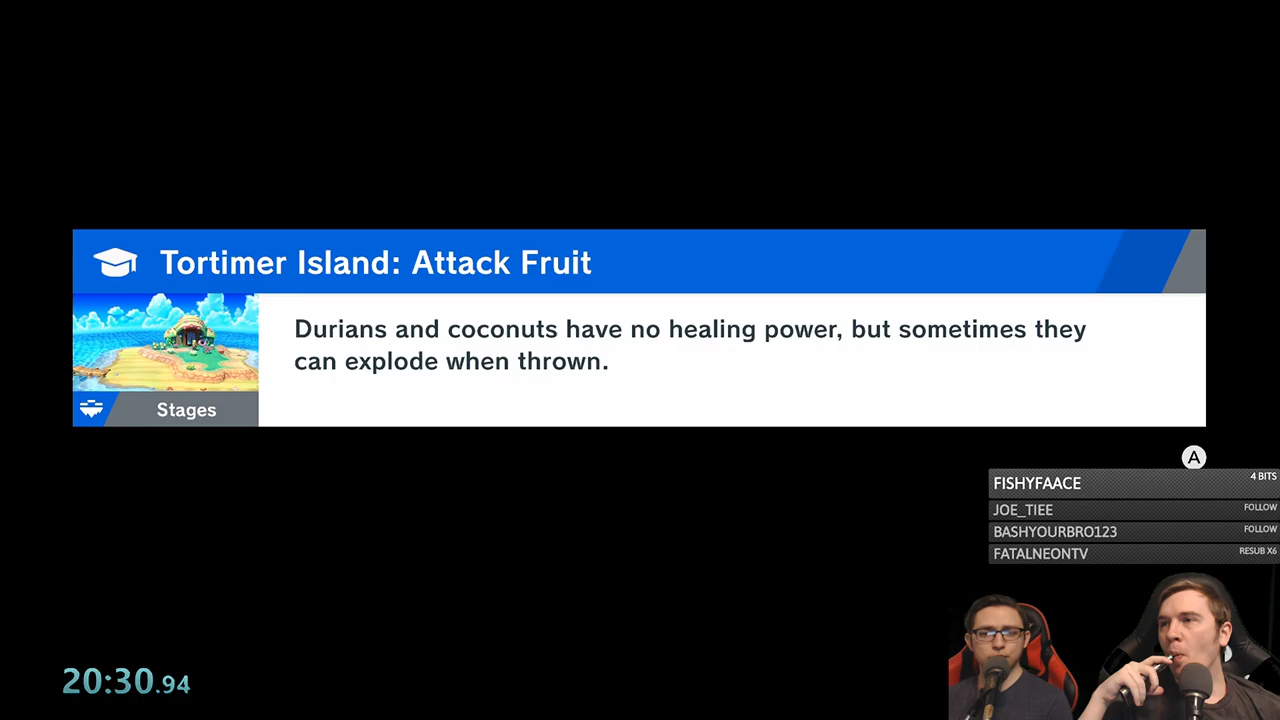 Tortimer Island: Attack Fruit
Durians and coconuts have no healing power, but sometimes they
can explode when thrown.
Stages
A
FISHYFAACE 4 BITS
JOE_TIEE FOLLOW
BASHYOURBRO123 FOLLOW
FATALNEONTV RESUB X6
20:30.94